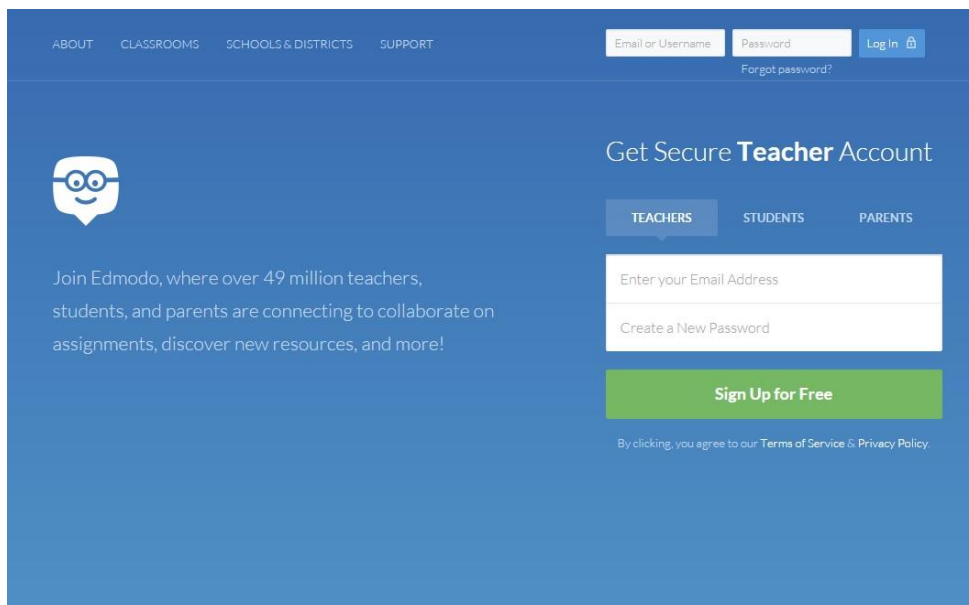 ABOUT CLASSROOMS SCHOOLS & DISTRICTS SUPPORT
Email or Username Password Log In
Forgot password?
Get Secure Teacher Account
TEACHERS STUDENTS PARENTS
Join Edmodo, where over 49 million teachers,
students, and parents are connecting to collaborate on
assignments, discover new resources, and more!
Enter your Email Address
Create a New Password
Sign Up for Free
By clicking, you agree to our Terms of Service & Privacy Policy.